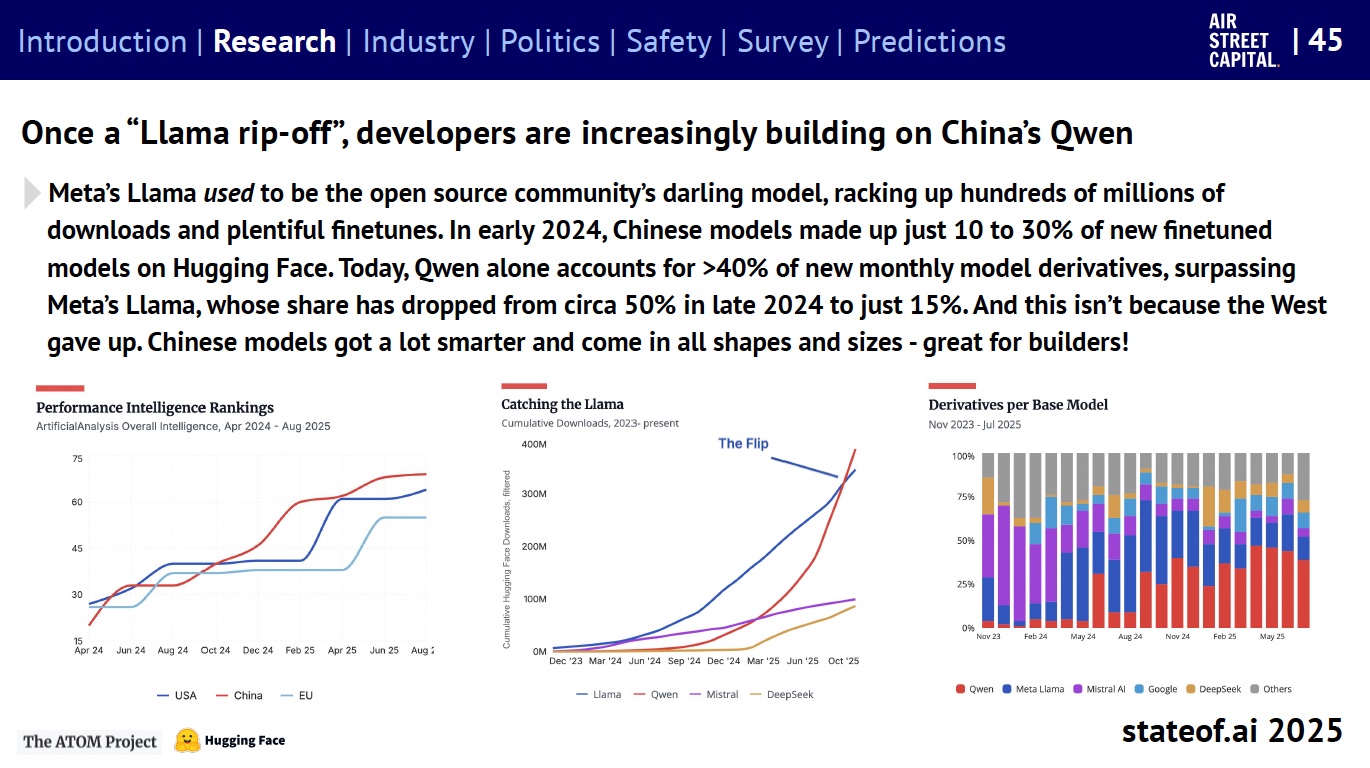 Introduction | Research | Industry | Politics | Safety | Survey | Predictions
AIR
STREET
CAPITAL.
| 45
Once a “Llama rip-off”, developers are increasingly building on China’s Qwen
Meta’s Llama used to be the open source community’s darling model, racking up hundreds of millions of
downloads and plentiful finetunes. In early 2024, Chinese models made up just 10 to 30% of new finetuned
models on Hugging Face. Today, Qwen alone accounts for >40% of new monthly model derivatives, surpassing
Meta’s Llama, whose share has dropped from circa 50% in late 2024 to just 15%. And this isn’t because the West
gave up. Chinese models got a lot smarter and come in all shapes and sizes - great for builders!
Performance Intelligence Rankings
ArtificialAnalysis Overall Intelligence, Apr 2024 - Aug 2025
75
60
45
30
15
Apr 24 Jun 24 Aug 24 Oct 24 Dec 24 Feb 25 Apr 25 Jun 25 Aug 2
USA China EU
Catching the Llama
Cumulative Downloads, 2023- present
The Flip
Cumulative Hugging Face Downloads, filtered
400M
300M
200M
100M
0M
Dec '23 Mar '24 Jun '24 Sep '24 Dec '24 Mar '25 Jun '25 Oct '25
Llama Qwen Mistral DeepSeek
Derivatives per Base Model
Nov 2023 - Jul 2025
100%
75%
50%
25%
0%
Nov 23 Feb 24 May 24 Aug 24 Nov 24 Feb 25 May 25
Qwen Meta Llama Mistral AI Google DeepSeek Others
The ATOM Project
Hugging Face
stateof.ai 2025